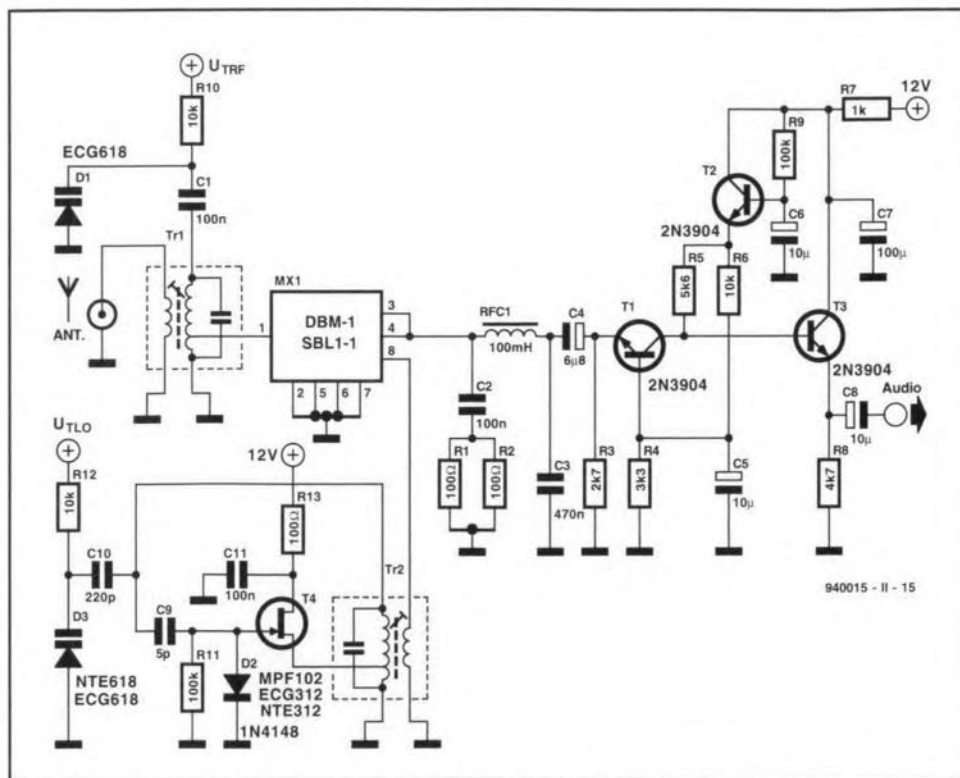 U TRF
R10
10k
ECG618
D1
C1
100n
Tr1
ANT.
MX1
1
DBM-1
SBL1-1
3
4
8
2
5
6
7
RFC1
100mH
C2
100n
R1
100Ω
R2
100Ω
C3
470n
C4
6µ8
R3
2k7
T1
2N3904
R4
3k3
C5
10µ
R5
5k6
R6
10k
T2
2N3904
R9
100k
C6
10µ
R7
1k
12V
C7
100µ
T3
2N3904
C8
10µ
Audio
R8
4k7
U TLO
R12
10k
C10
220p
D3
NTE618
ECG618
C9
5p
R11
100k
C11
100n
12V
R13
100Ω
T4
D2
MPF102
ECG312
NTE312
1N4148
Tr2
940015 - II - 15